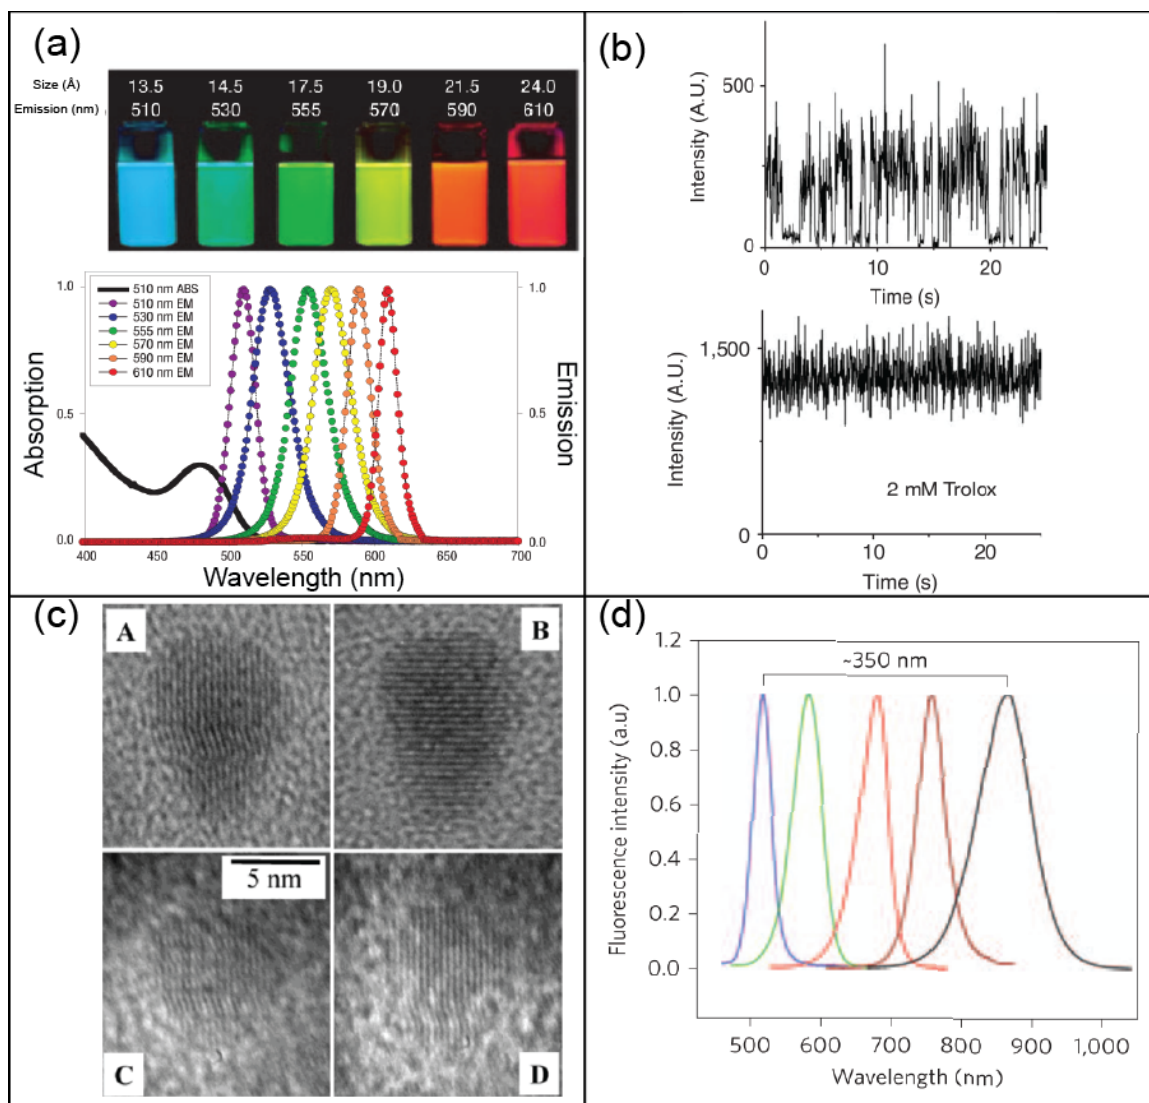 (a)
Size (Å) 13.5 14.5 17.5 19.0 21.5 24.0
Emission (nm) 510 530 555 570 590 610
1.0 1.0
510 nm ABS
510 nm EM
530 nm EM
555 nm EM
570 nm EM
590 nm EM
610 nm EM
Absorption
Emission
0.5 0.5
0.0 0.0
400 450 500 550 600 650 700
Wavelength (nm)
(b)
Intensity (A.U.)
500
0
0 10 20
Time (s)
Intensity (A.U.)
1,500
2 mM Trolox
0
0 10 20
Time (s)
(c)
A
B
5 nm
C
D
(d)
1.2
~350 nm
1.0
0.8
0.6
0.4
0.2
0.0
Fluorescence intensity (a.u)
500 600 700 800 900 1,000
Wavelength (nm)